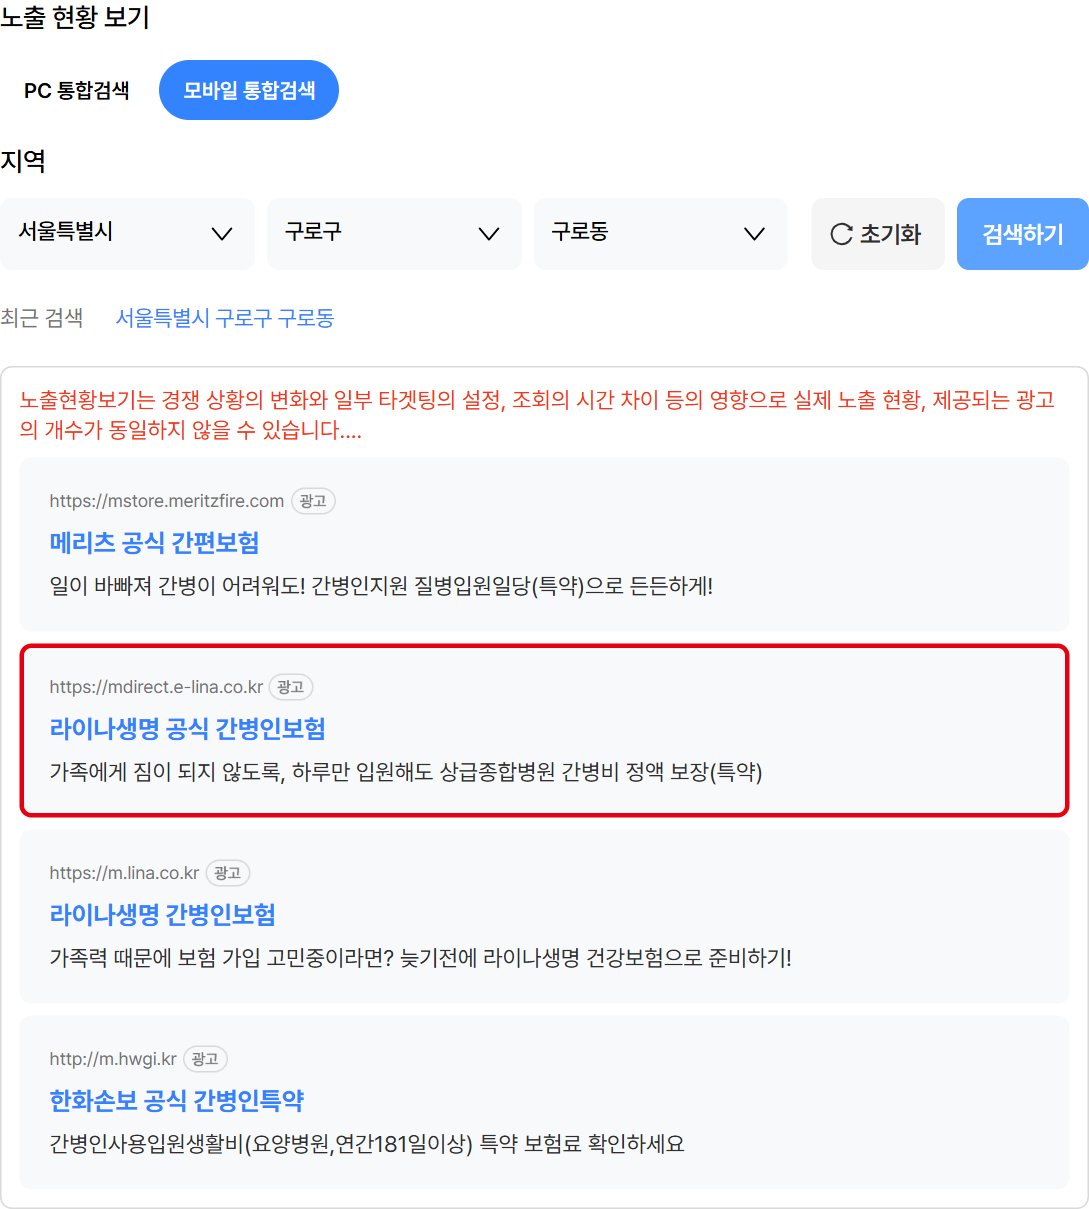 노출 현황 보기
PC 통합검색 모바일 통합검색
지역
서울특별시 구로구 구로동 초기화 검색하기
최근 검색 서울특별시 구로구 구로동
노출현황보기는 경쟁 상황의 변화와 일부 타겟팅의 설정, 조회의 시간 차이 등의 영향으로 실제 노출 현황, 제공되는 광고
의 개수가 동일하지 않을 수 있습니다....
https://mstore.meritzfire.com 광고
메리츠 공식 간편보험
일이 바빠져 간병이 어려워도! 간병인지원 질병입원일당(특약)으로 든든하게!
https://mdirect.e-lina.co.kr 광고
라이나생명 공식 간병인보험
가족에게 짐이 되지 않도록, 하루만 입원해도 상급종합병원 간병비 정액 보장(특약)
https://m.lina.co.kr 광고
라이나생명 간병인보험
가족력 때문에 보험 가입 고민중이라면? 늦기전에 라이나생명 건강보험으로 준비하기!
http://m.hwgi.kr 광고
한화손보 공식 간병인특약
간병인사용입원생활비(요양병원,연간181일이상) 특약 보험료 확인하세요